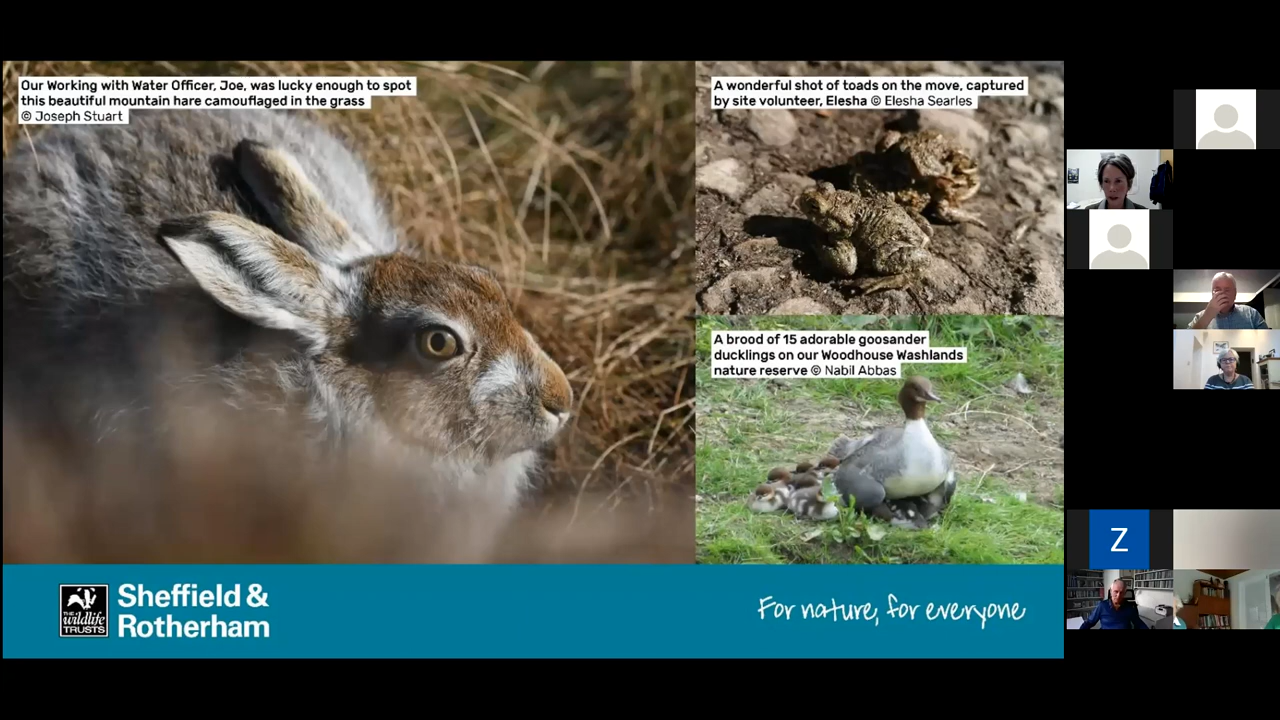 Our Working with Water Officer, Joe, was lucky enough to spot
this beautiful mountain hare camouflaged in the grass
© Joseph Stuart
A wonderful shot of toads on the move, captured
by site volunteer, Elesha © Elesha Searles
A brood of 15 adorable goosander
ducklings on our Woodhouse Washlands
nature reserve © Nabil Abbas
THE
wildlife
TRUSTS
Sheffield &
Rotherham
For nature, for everyone
Z